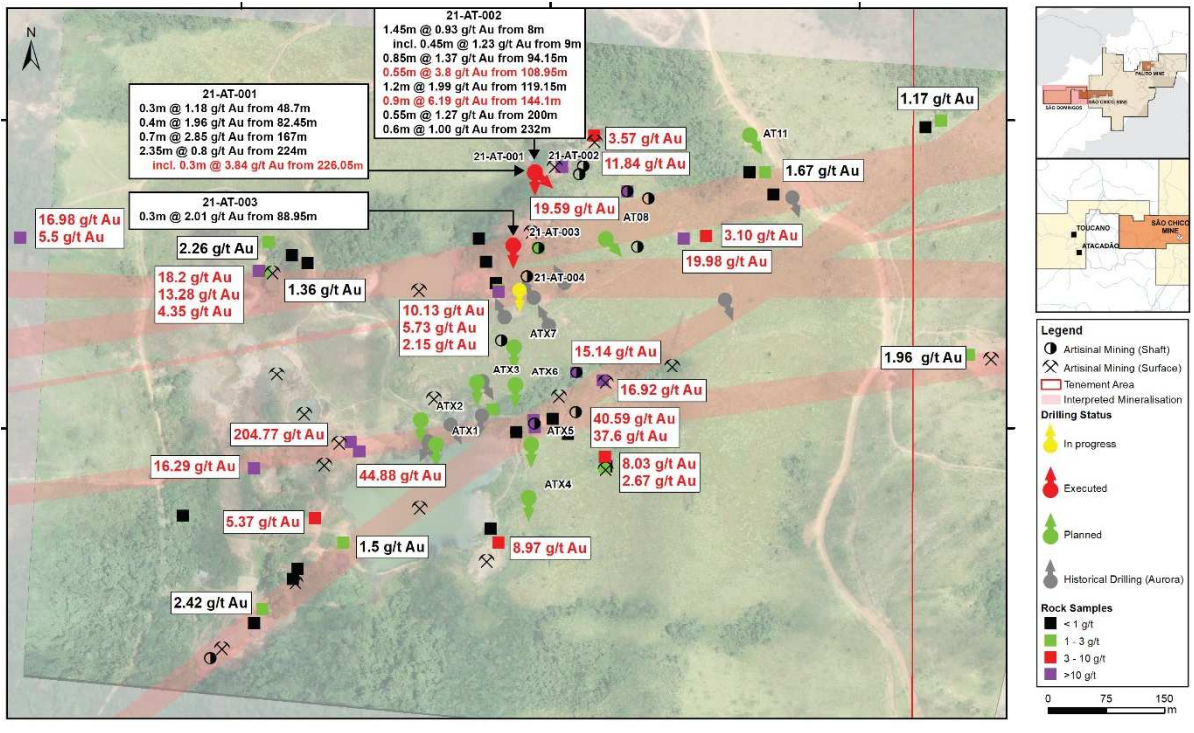 N
21-AT-002
1.45m @ 0.93 g/t Au from 8m
incl. 0.45m @ 1.23 g/t Au from 9m
0.85m @ 1.37 g/t Au from 94.15m
0.55m @ 3.8 g/t Au from 108.95m
1.2m @ 1.99 g/t Au from 119.15m
0.9m @ 6.19 g/t Au from 144.1m
0.55m @ 1.27 g/t Au from 200m
0.6m @ 1.00 g/t Au from 232m
21-AT-001
0.3m @ 1.18 g/t Au from 48.7m
0.4m @ 1.96 g/t Au from 82.45m
0.7m @ 2.85 g/t Au from 167m
2.35m @ 0.8 g/t Au from 224m
incl. 0.3m @ 3.84 g/t Au from 226.05m
21-AT-003
0.3m @ 2.01 g/t Au from 88.95m
1.17 g/t Au
3.57 g/t Au
AT11
21-AT-001
21-AT-002
11.84 g/t Au
1.67 g/t Au
19.59 g/t Au
AT08
16.98 g/t Au
5.5 g/t Au
21-AT-003
3.10 g/t Au
2.26 g/t Au
19.98 g/t Au
18.2 g/t Au
13.28 g/t Au
4.35 g/t Au
1.36 g/t Au
21-AT-004
10.13 g/t Au
5.73 g/t Au
2.15 g/t Au
ATX7
15.14 g/t Au
1.96 g/t Au
ATX3
ATX6
16.92 g/t Au
ATX2
ATX1
ATX5
40.59 g/t Au
37.6 g/t Au
204.77 g/t Au
16.29 g/t Au
44.88 g/t Au
8.03 g/t Au
2.67 g/t Au
ATX4
5.37 g/t Au
1.5 g/t Au
8.97 g/t Au
2.42 g/t Au
PALITO MINE
SÃO CHICO MINE
SÃO DOMINGOS
SÃO CHICO
MINE
TOUCANO
ATACADÃO
Legend
Artisinal Mining (Shaft)
Artisinal Mining (Surface)
Tenement Area
Interpreted Mineralisation
Drilling Status
In progress
Executed
Planned
Historical Drilling (Aurora)
Rock Samples
< 1 g/t
1 - 3 g/t
3 - 10 g/t
>10 g/t
0 75 150
m